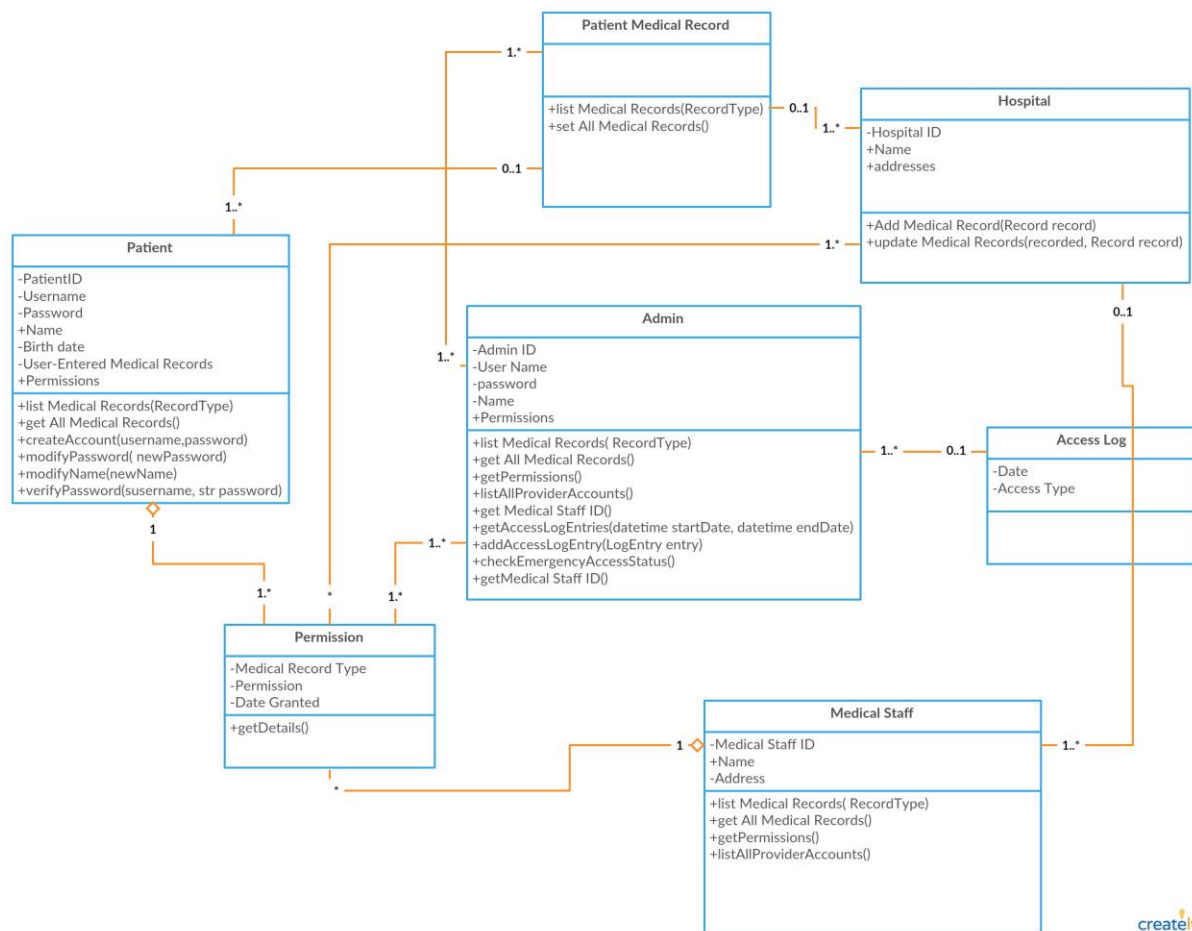 Patient Medical Record
+list Medical Records(RecordType)
+set All Medical Records()
1.*
0..1
0..1
1..*
1..*
Hospital
-Hospital ID
+Name
+addresses
+Add Medical Record(Record record)
+update Medical Records(recorded, Record record)
1.*
0..1
Patient
-PatientID
-Username
-Password
+Name
-Birth date
-User-Entered Medical Records
+Permissions
+list Medical Records(RecordType)
+get All Medical Records()
+createAccount(username,password)
+modifyPassword( newPassword)
+modifyName(newName)
+verifyPassword(susername, str password)
1
1.*
*
1.*
Admin
-Admin ID
-User Name
-password
-Name
+Permissions
+list Medical Records( RecordType)
+get All Medical Records()
+getPermissions()
+listAllProviderAccounts()
+get Medical Staff ID()
+getAccessLogEntries(datetime startDate, datetime endDate)
+addAccessLogEntry(LogEntry entry)
+checkEmergencyAccessStatus()
+getMedical Staff ID()
1..*
1..*
1..*
0..1
Access Log
-Date
-Access Type
Permission
-Medical Record Type
-Permission
-Date Granted
+getDetails()
*
1
Medical Staff
-Medical Staff ID
+Name
-Address
+list Medical Records( RecordType)
+get All Medical Records()
+getPermissions()
+listAllProviderAccounts()
1..*